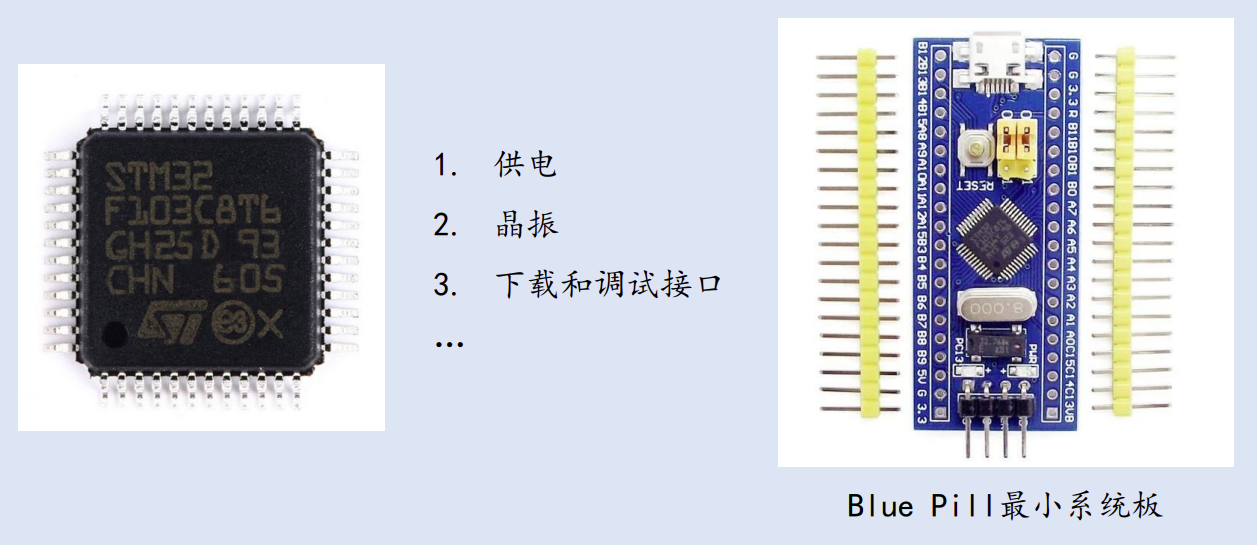 STM32
F103C8T6
GH25D 93
CHN 605
1. 供电
2. 晶振
3. 下载和调试接口
...
RESET
8.000
PC13
PWR
B12 B13 B14 B15 A8 A9 A10 A11 A12 A15 B3 B4 B5 B6 B7 B8 B9 5V G 3.3
G G 3.3 R B11 B10 B1 B0 A7 A6 A5 A4 A3 A2 A1 A0 C15 C14 C13 VB
Blue Pill最小系统板